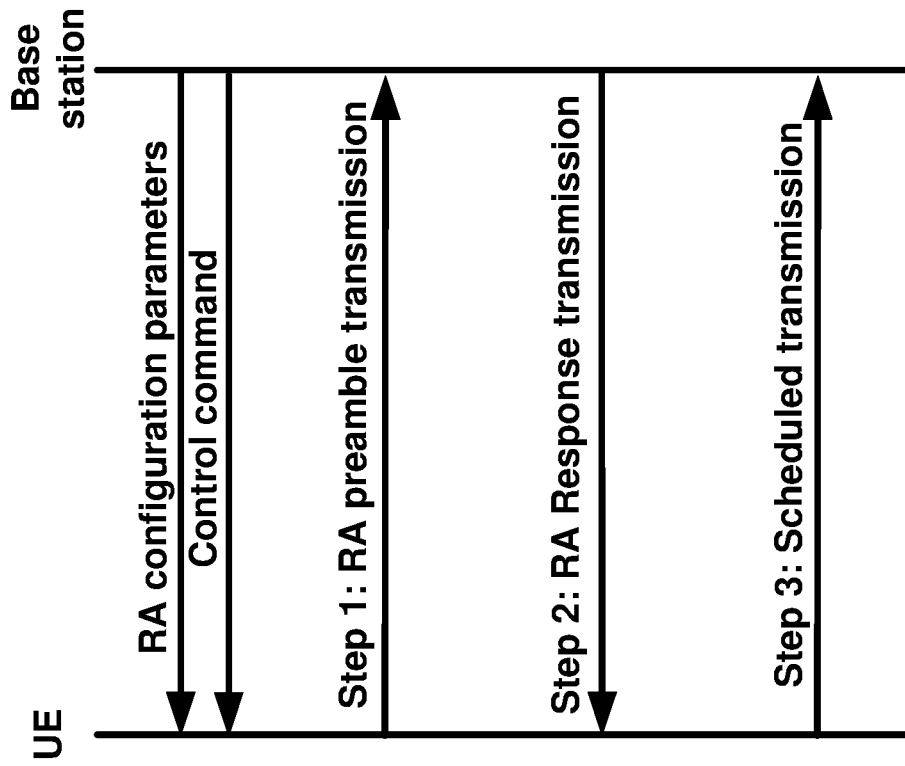 UE
Base
station
RA configuration parameters
Control command
Step 1: RA preamble transmission
Step 2: RA Response transmission
Step 3: Scheduled transmission